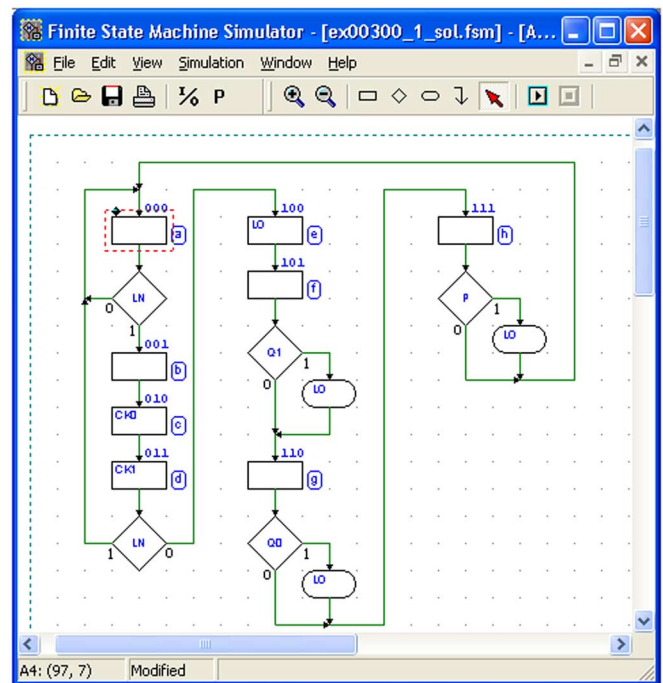 Finite State Machine Simulator - [ex00300_1_sol.fsm] - [A...
File Edit View Simulation Window Help
I/O P
000
a
LN
0
1
001
b
010
CK0
c
011
CK1
d
LN
1 0
100
LO
e
101
f
Q1
1
0
LO
110
g
Q0
1
0
LO
111
h
P
1
0
LO
A4: (97, 7) Modified